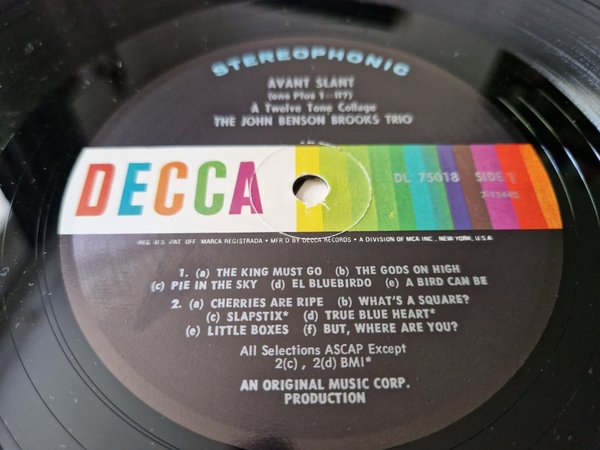 STEREOPHONIC
AVANT SLANT
(one Plus 1 = II?)
A Twelve Tone Collage
THE JOHN BENSON BROOKS TRIO
DECCA
DL 75018 SIDE 1
REG. U.S. PAT. OFF. MARCA REGISTRADA • MFR'D BY DECCA RECORDS • A DIVISION OF MCA INC., NEW YORK, U.S.A.
1. (a) THE KING MUST GO (b) THE GODS ON HIGH
(c) PIE IN THE SKY (d) EL BLUEBIRDO (e) A BIRD CAN BE
2. (a) CHERRIES ARE RIPE (b) WHAT'S A SQUARE?
(c) SLAPSTIX* (d) TRUE BLUE HEART*
(e) LITTLE BOXES (f) BUT, WHERE ARE YOU?
All Selections ASCAP Except
2(c), 2(d) BMI*
AN ORIGINAL MUSIC CORP.
PRODUCTION